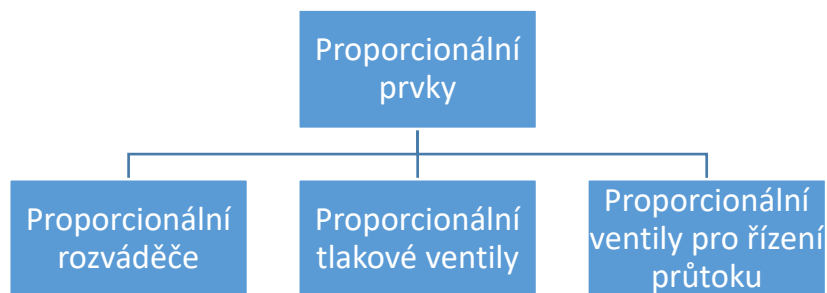 Proporcionální
prvky
Proporcionální
rozváděče
Proporcionální
tlakové ventily
Proporcionální
ventily pro řízení
průtoku